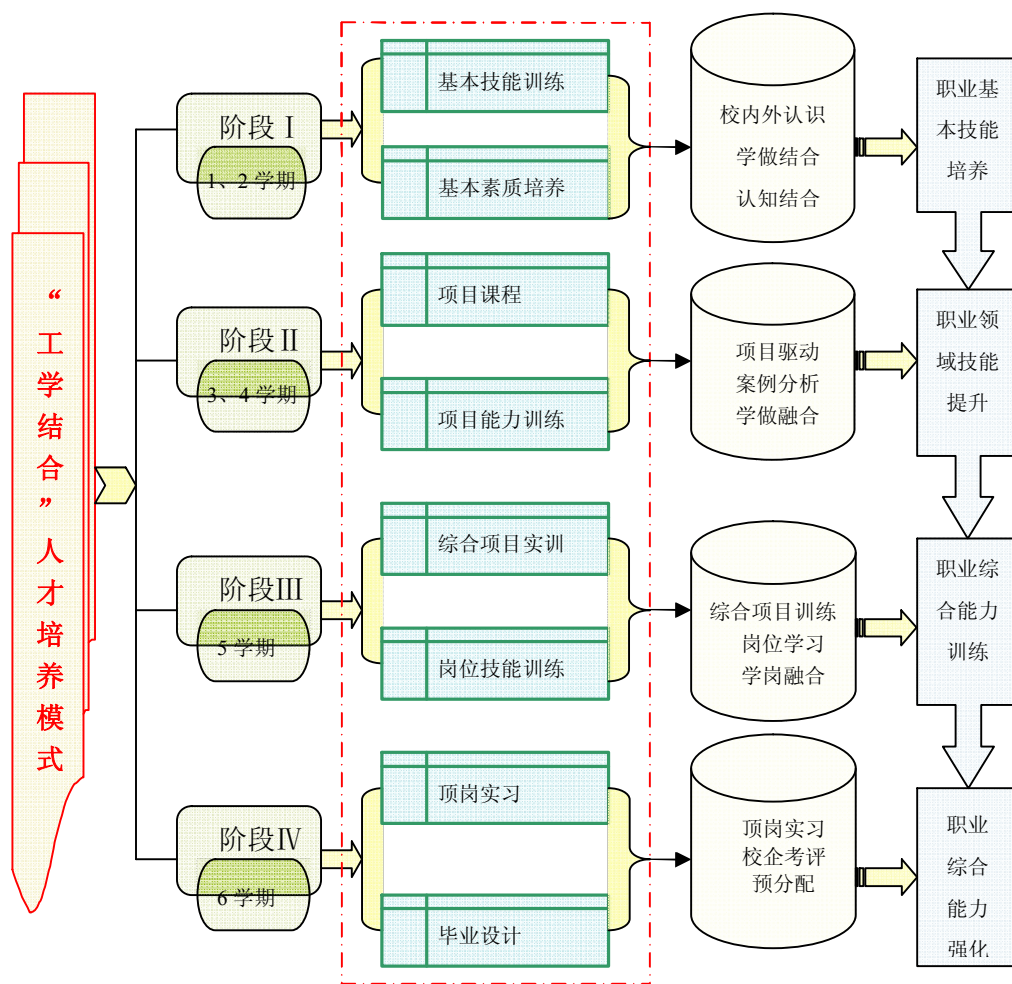 “工学结合”人才培养模式
阶段Ⅰ
1、2 学期
基本技能训练
基本素质培养
校内外认识
学做结合
认知结合
职业基
本技能
培养
阶段Ⅱ
3、4 学期
项目课程
项目能力训练
项目驱动
案例分析
学做融合
职业领
域技能
提升
阶段Ⅲ
5 学期
综合项目实训
岗位技能训练
综合项目训练
岗位学习
学岗融合
职业综
合能力
训练
阶段Ⅳ
6 学期
顶岗实习
毕业设计
顶岗实习
校企考评
预分配
职业
综合
能力
强化